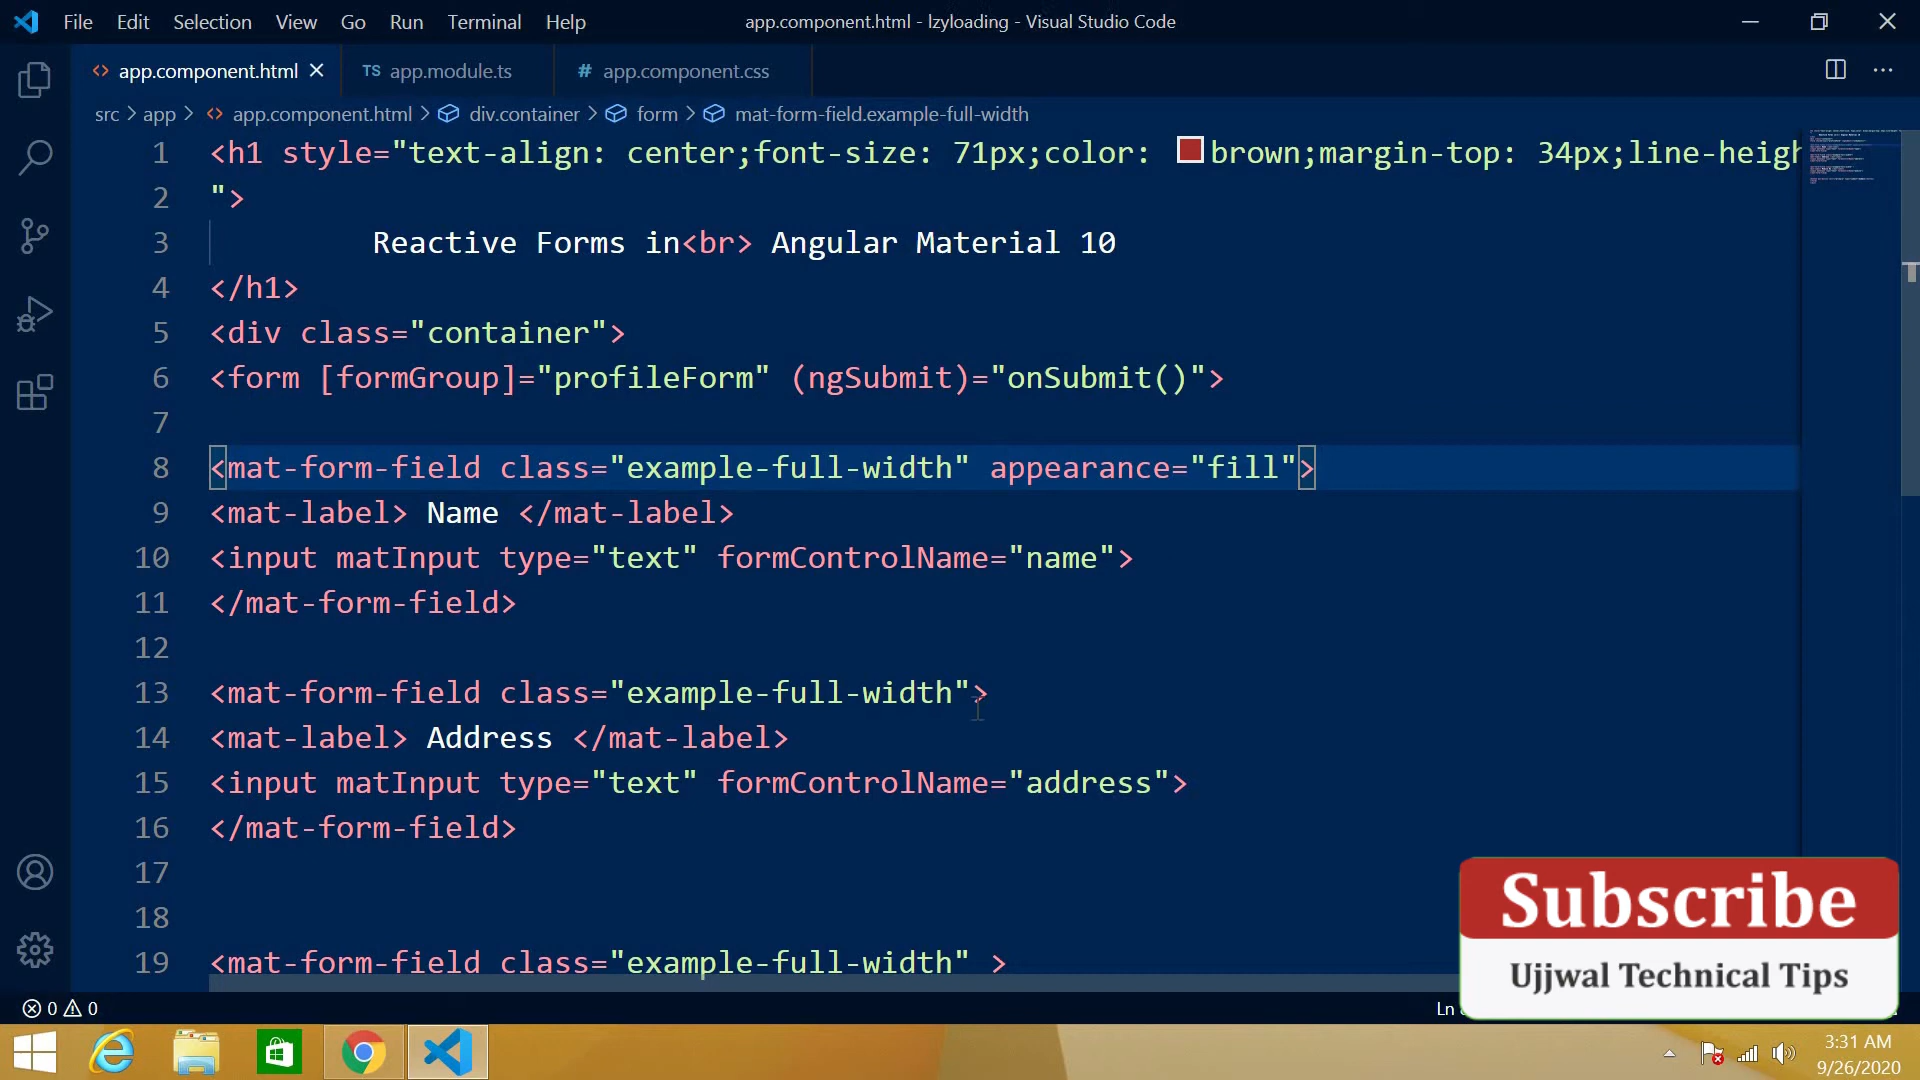 File Edit Selection View Go Run Terminal Help app.component.html - lzyloading - Visual Studio Code
app.component.html TS app.module.ts # app.component.css
src > app > app.component.html > div.container > form > mat-form-field.example-full-width
1 <h1 style="text-align: center;font-size: 71px;color: brown;margin-top: 34px;line-heigh
2 ">
3 Reactive Forms in<br> Angular Material 10
4 </h1>
5 <div class="container">
6 <form [formGroup]="profileForm" (ngSubmit)="onSubmit()">
7
8 <mat-form-field class="example-full-width" appearance="fill">
9 <mat-label> Name </mat-label>
10 <input matInput type="text" formControlName="name">
11 </mat-form-field>
12
13 <mat-form-field class="example-full-width">
14 <mat-label> Address </mat-label>
15 <input matInput type="text" formControlName="address">
16 </mat-form-field>
17
18
19 <mat-form-field class="example-full-width" >
Subscribe
Ujjwal Technical Tips
0 0 Ln
3:31 AM
9/26/2020